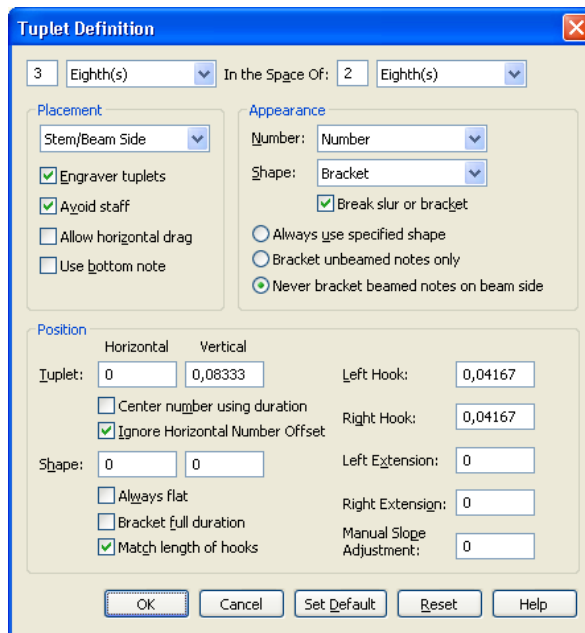 Tuplet Definition
3 Eighth(s) In the Space Of: 2 Eighth(s)
Placement
Stem/Beam Side
Engraver tuplets
Avoid staff
Allow horizontal drag
Use bottom note
Appearance
Number: Number
Shape: Bracket
Break slur or bracket
Always use specified shape
Bracket unbeamed notes only
Never bracket beamed notes on beam side
Position
Horizontal Vertical
Tuplet: 0 0,08333
Center number using duration
Ignore Horizontal Number Offset
Shape: 0 0
Always flat
Bracket full duration
Match length of hooks
Left Hook: 0,04167
Right Hook: 0,04167
Left Extension: 0
Right Extension: 0
Manual Slope
Adjustment: 0
OK Cancel Set Default Reset Help